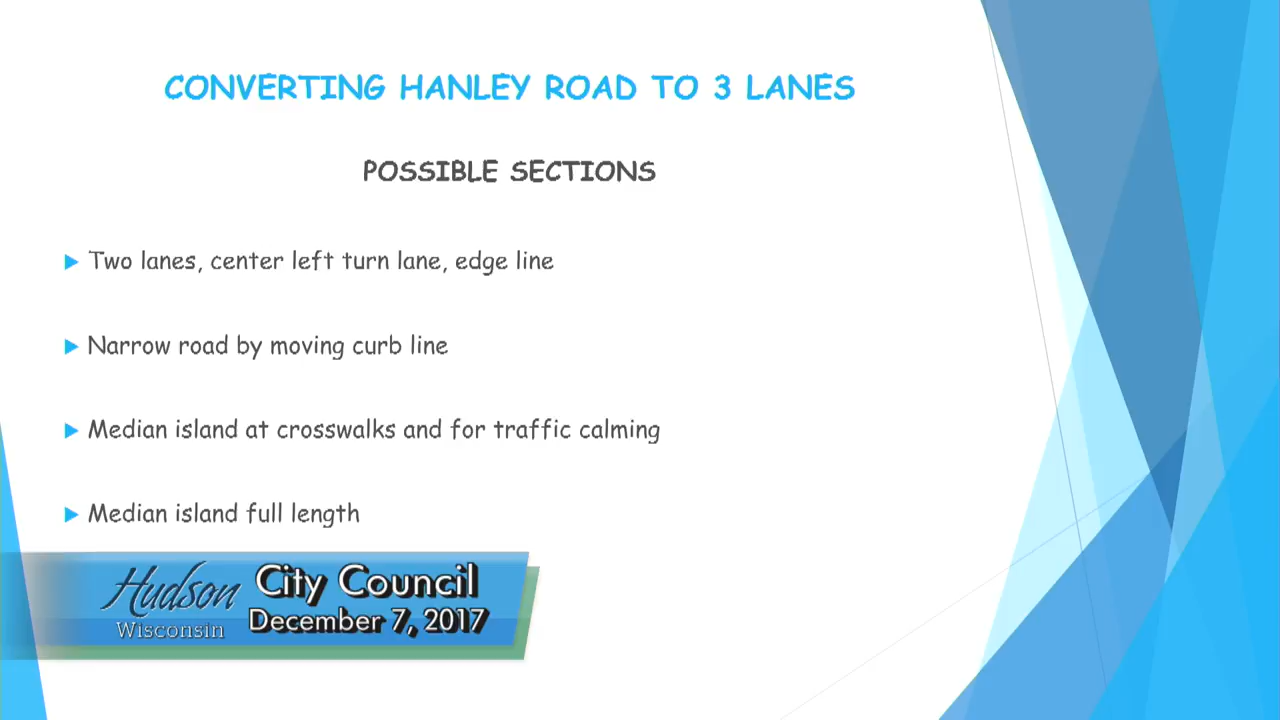 CONVERTING HANLEY ROAD TO 3 LANES
POSSIBLE SECTIONS
Two lanes, center left turn lane, edge line
Narrow road by moving curb line
Median island at crosswalks and for traffic calming
Median island full length
Hudson
Wisconsin
City Council
December 7, 2017